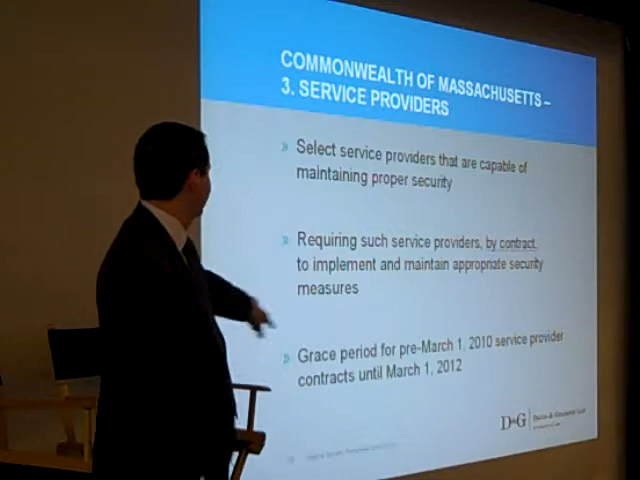 COMMONWEALTH OF MASSACHUSETTS –
3. SERVICE PROVIDERS
» Select service providers that are capable of
maintaining proper security
» Requiring such service providers, by contract,
to implement and maintain appropriate security
measures
» Grace period for pre-March 1, 2010 service provider
contracts until March 1, 2012
D&G